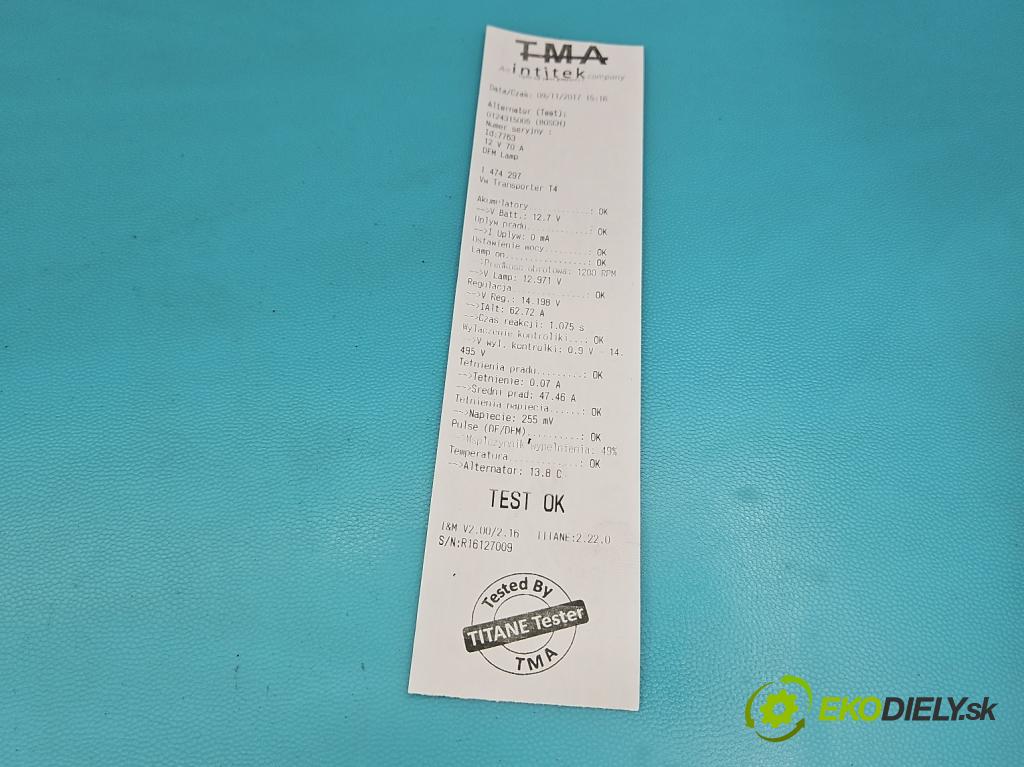 TMA
An intitek company
Data/Czas: 09/11/2017 15:16
Alternator (Test):
0124315005 (BOSCH)
Numer seryjny :
Id:7763
12 V 70 A
DFM Lamp
1 474 297
Vw Transporter T4
Akumulatory..........: OK
-->V Batt.: 12.7 V
Uplyw pradu..........: OK
-->I Uplyw: 0 mA
Ustawienie mocy........: OK
Lamp on..............: OK
-->Predkosc obrotowa: 1200 RPM
-->V Lamp: 12.971 V
Regulacja............: OK
-->V Reg.: 14.198 V
-->IAlt: 62.72 A
-->Czas reakcji: 1.075 s
Wylaczenie kontrolki.... OK
-->V wyl. kontrolki: 0.9 V - 14.
495 V
Tetnienia pradu........: OK
-->Tetnienie: 0.07 A
-->Sredni prad: 47.46 A
Tetnienia napiecia......: OK
-->Napiecie: 255 mV
Pulse (DF/DFM).........: OK
-->Wspolczynnik wypelnienia: 49%
Temperatura............: OK
-->Alternator: 13.8 C
TEST OK
I&M V2.00/2.16 TITANE:2.22.0
S/N:R16127009
Tested By
TITANE Tester
TMA
EKODIELY.sk